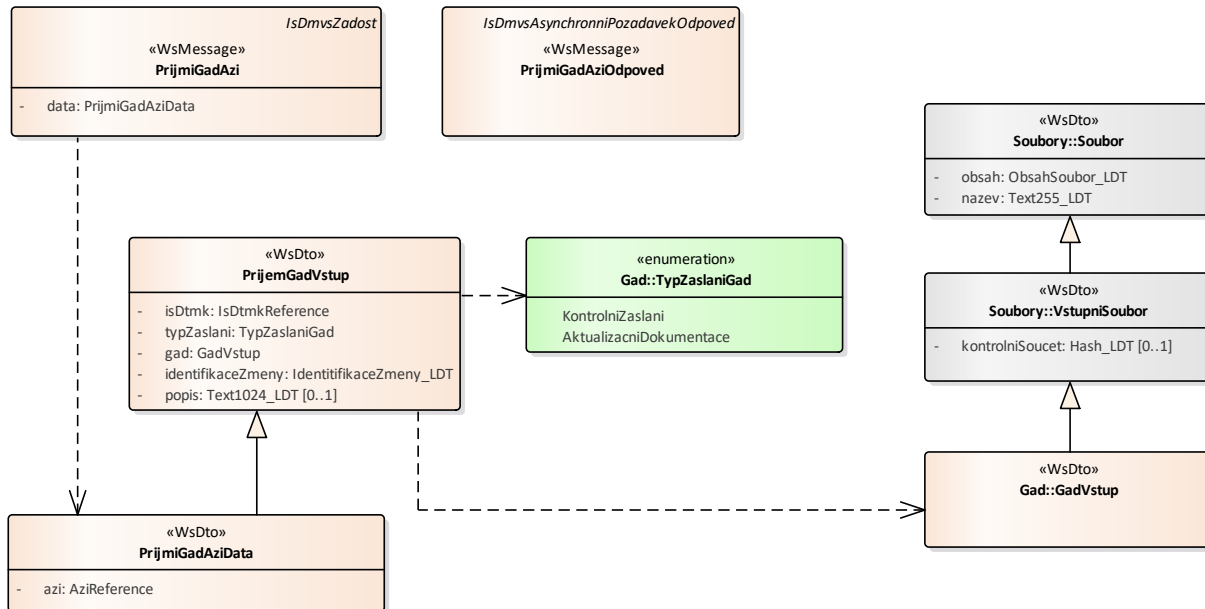 IsDmvsZadost
«WsMessage»
PrijmiGadAzi
- data: PrijmiGadAziData
IsDmvsAsynchronniPozadavekOdpoved
«WsMessage»
PrijmiGadAziOdpoved
«WsDto»
Soubory::Soubor
- obsah: ObsahSoubor_LDT
- nazev: Text255_LDT
«WsDto»
PrijemGadVstup
- isDtmk: IsDtmkReference
- typZaslani: TypZaslaniGad
- gad: GadVstup
- identifikaceZmeny: IdentitifikaceZmeny_LDT
- popis: Text1024_LDT [0..1]
«enumeration»
Gad::TypZaslaniGad
KontrolniZaslani
AktualizacniDokumentace
«WsDto»
Soubory::VstupniSoubor
- kontrolniSoucet: Hash_LDT [0..1]
«WsDto»
Gad::GadVstup
«WsDto»
PrijmiGadAziData
- azi: AziReference